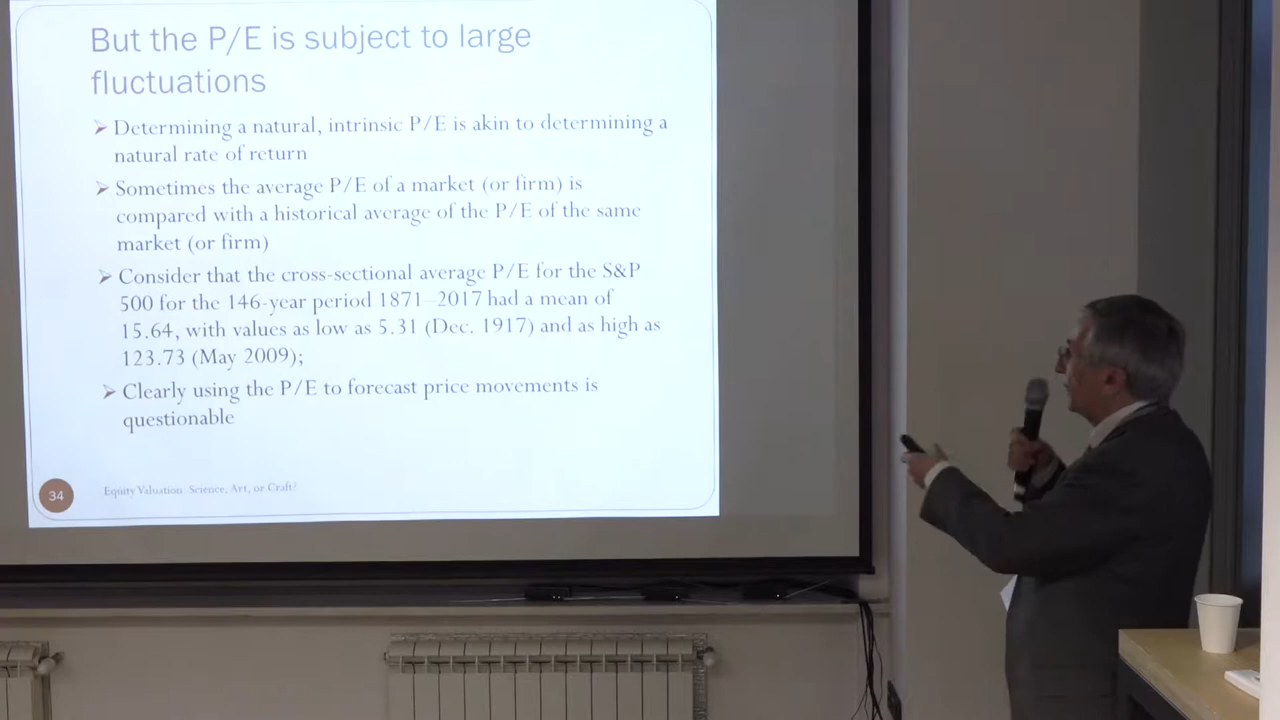 But the P/E is subject to large
fluctuations
Determining a natural, intrinsic P/E is akin to determining a
natural rate of return
Sometimes the average P/E of a market (or firm) is
compared with a historical average of the P/E of the same
market (or firm)
Consider that the cross-sectional average P/E for the S&P
500 for the 146-year period 1871–2017 had a mean of
15.64, with values as low as 5.31 (Dec. 1917) and as high as
123.73 (May 2009);
Clearly using the P/E to forecast price movements is
questionable
34
Equity Valuation: Science, Art, or Craft?